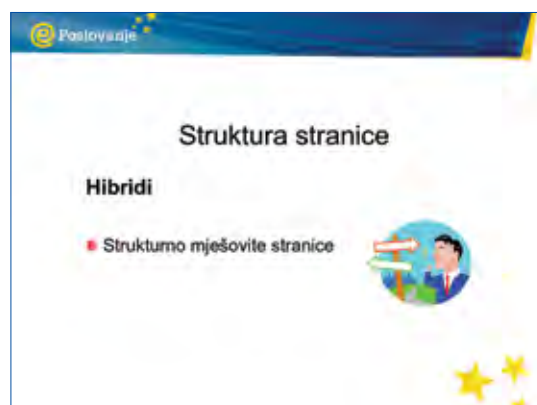 @ Poslovanje
Struktura stranice
Hibridi
Strukturno mješovite stranice